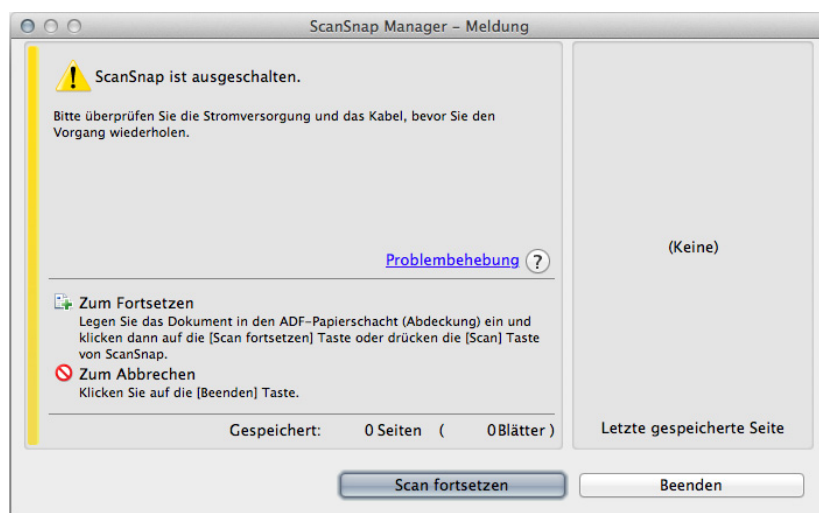 ScanSnap Manager – Meldung
ScanSnap ist ausgeschalten.
Bitte überprüfen Sie die Stromversorgung und das Kabel, bevor Sie den
Vorgang wiederholen.
Problembehebung ?
Zum Fortsetzen
Legen Sie das Dokument in den ADF-Papierschacht (Abdeckung) ein und
klicken dann auf die [Scan fortsetzen] Taste oder drücken die [Scan] Taste
von ScanSnap.
Zum Abbrechen
Klicken Sie auf die [Beenden] Taste.
Gespeichert: 0 Seiten ( 0 Blätter )
(Keine)
Letzte gespeicherte Seite
Scan fortsetzen
Beenden